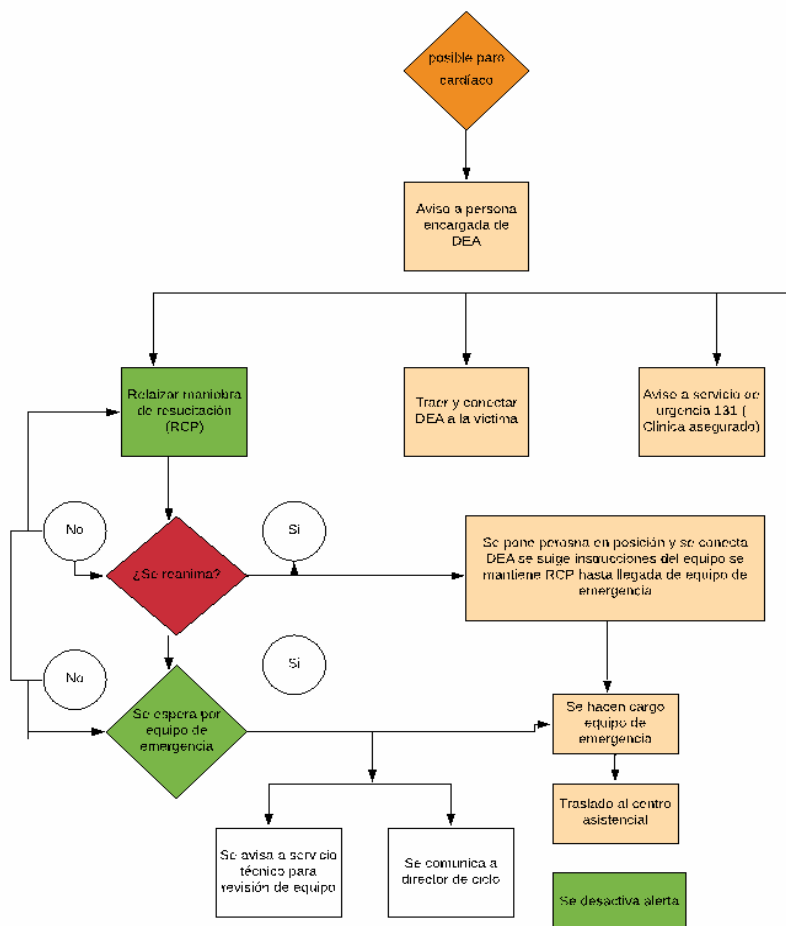 posible paro
cardíaco
Aviso a persona
encargada de
DEA
Relaizar maniobra
de resucitación
(RCP)
Traer y conectar
DEA a la víctima
Aviso a servicio de
urgencia 131 (
Clínica asegurado)
No
Si
¿Se reanima?
Se pone perosna en posición y se conecta
DEA se suige instrucciones del equipo se
mantiene RCP hasta llegada de equipo de
emergencia
No
Si
Se espera por
equipo de
emergencia
Se hacen cargo
equipo de
emergencia
Traslado al centro
asistencial
Se avisa a servicio
técnico para
revisión de equipo
Se comunica a
director de ciclo
Se desactiva alerta